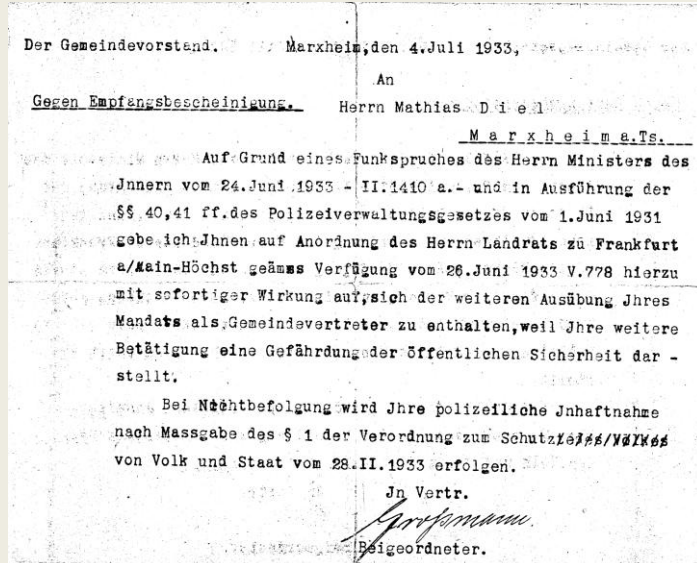 Der Gemeindevorstand. Marxheim,den 4.Juli 1933,
An
Gegen Empfangsbescheinigung. Herrn Mathias D i e l
M a r x h e i m a.Ts.
Auf Grund eines Funkspruches des Herrn Ministers des
Jnnern vom 24.Juni 1933 - II.1410 a.- und in Ausführung der
§§ 40,41 ff.des Polizeiverwaltungsgesetzes vom 1.Juni 1931
gebe ich Jhnen auf Anordnung des Herrn Landrats zu Frankfurt
a/Main-Höchst geämss Verfügung vom 26.Juni 1933 V.778 hierzu
mit sofortiger Wirkung auf,sich der weiteren Ausübung Jhres
Mandats als Gemeindevertreter zu enthalten,weil Jhre weitere
Betätigung eine Gefährdung der öffentlichen Sicherheit dar -
stellt.
Bei Nichtbefolgung wird Jhre polizeiliche Jnhaftnahme
nach Massgabe des § 1 der Verordnung zum Schutz
von Volk und Staat vom 28.II.1933 erfolgen.
Jn Vertr.
Großmann.
Beigeordneter.